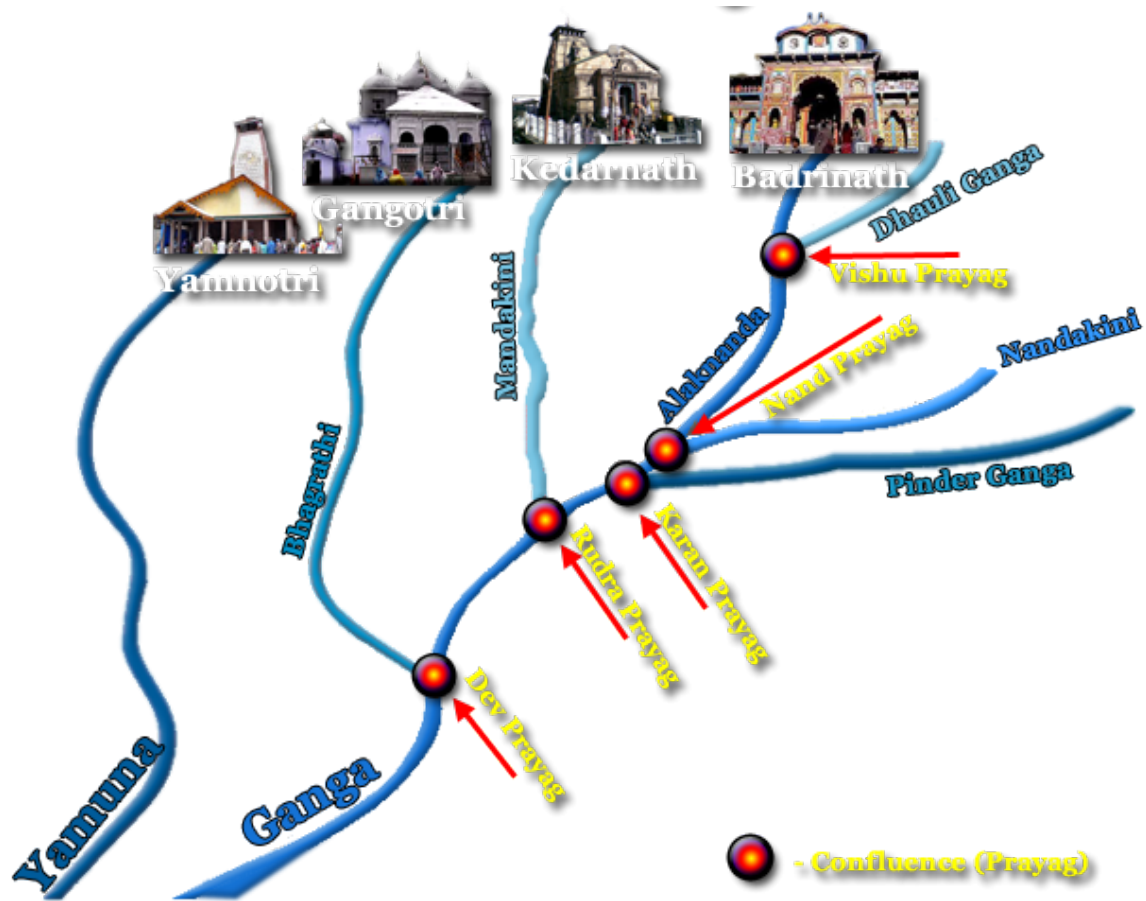 Kedarnath
Badrinath
Gangotri
Yamnotri
Dhauli Ganga
Vishu Prayag
Mandakini
Alaknanda
Nand Prayag
Nandakini
Bhagrathi
Pinder Ganga
Karan Prayag
Rudra Prayag
Dev Prayag
Yamuna
Ganga
- Confluence (Prayag)